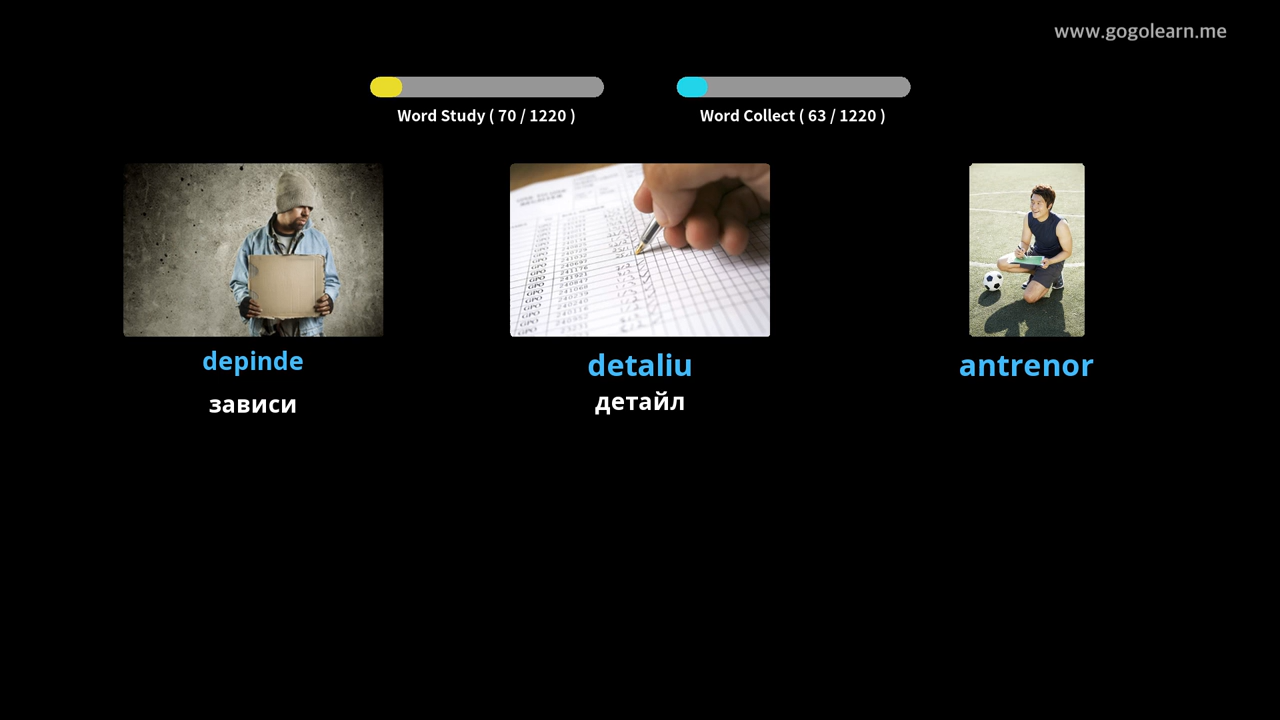 www.gogolearn.me
Word Study ( 70 / 1220 )
Word Collect ( 63 / 1220 )
depinde
detaliu
antrenor
зависи
детайл